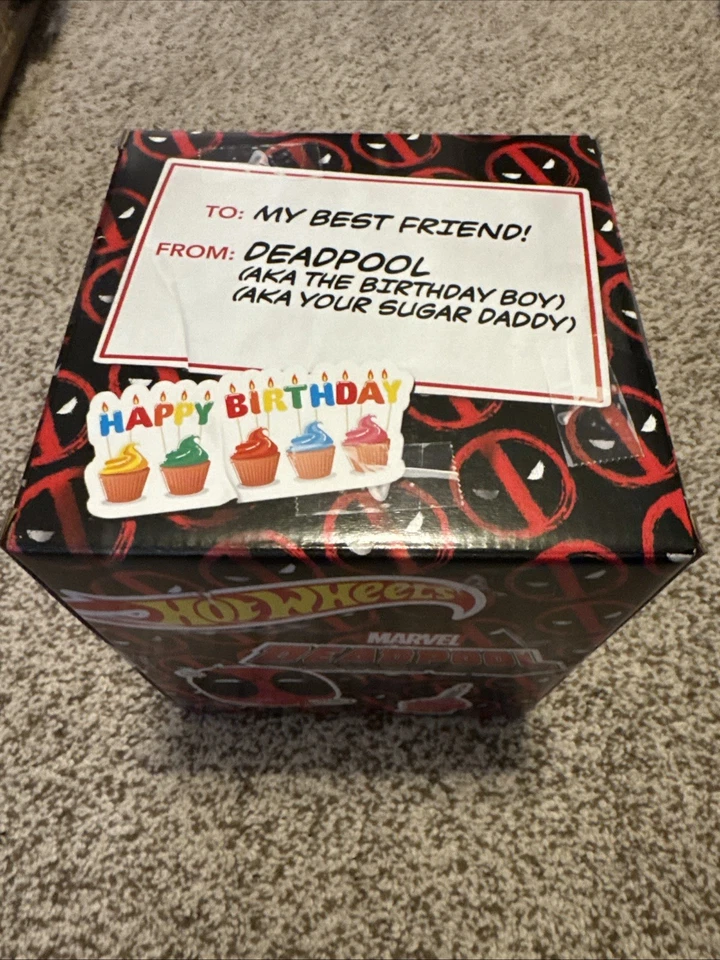 TO: MY BEST FRIEND!
FROM: DEADPOOL
(AKA THE BIRTHDAY BOY)
(AKA YOUR SUGAR DADDY)
HAPPY BIRTHDAY
HOT WHEELS
MARVEL
DEADPOOL